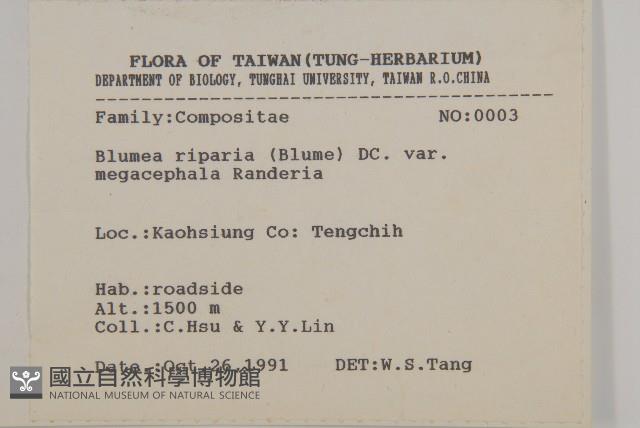 FLORA OF TAIWAN(TUNG-HERBARIUM)
DEPARTMENT OF BIOLOGY, TUNGHAI UNIVERSITY, TAIWAN R.O.CHINA
Family:Compositae NO:0003
Blumea riparia (Blume) DC. var.
megacephala Randeria
Loc.:Kaohsiung Co: Tengchih
Hab.:roadside
Alt.:1500 m
Coll.:C.Hsu & Y.Y.Lin
Date.:Oct.26,1991 DET:W.S.Tang
國立自然科學博物館
NATIONAL MUSEUM OF NATURAL SCIENCE